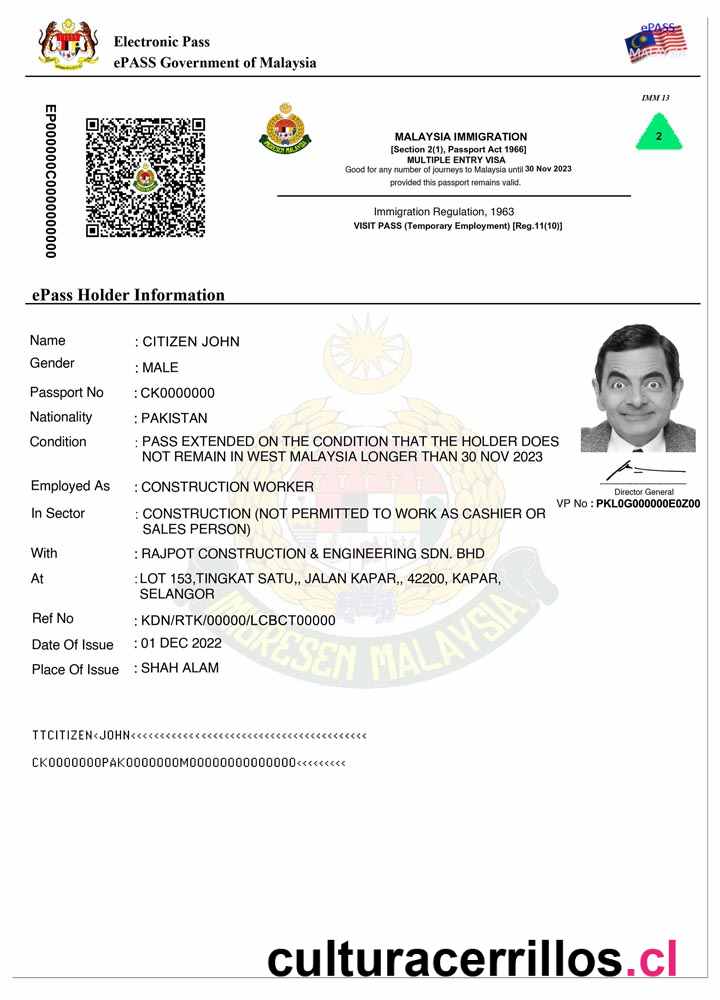 Electronic Pass
ePASS Government of Malaysia
ePASS
MALAYSIA
IMM 13
2
EP000000C0000000000
IMIGRESEN MALAYSIA
MALAYSIA IMMIGRATION
[Section 2(1), Passport Act 1966]
MULTIPLE ENTRY VISA
Good for any number of journeys to Malaysia until 30 Nov 2023
provided this passport remains valid.
Immigration Regulation, 1963
VISIT PASS (Temporary Employment) [Reg.11(10)]
ePass Holder Information
Name : CITIZEN JOHN
Gender : MALE
Passport No : CK0000000
Nationality : PAKISTAN
Condition : PASS EXTENDED ON THE CONDITION THAT THE HOLDER DOES
NOT REMAIN IN WEST MALAYSIA LONGER THAN 30 NOV 2023
Employed As : CONSTRUCTION WORKER
Director General
VP No : PKL0G000000E0Z00
In Sector : CONSTRUCTION (NOT PERMITTED TO WORK AS CASHIER OR
SALES PERSON)
With : RAJPOT CONSTRUCTION & ENGINEERING SDN. BHD
At : LOT 153,TINGKAT SATU,, JALAN KAPAR,, 42200, KAPAR,
SELANGOR
Ref No : KDN/RTK/00000/LCBCT00000
Date Of Issue : 01 DEC 2022
Place Of Issue : SHAH ALAM
IMIGRESEN MALAYSIA
TTCITIZEN<JOHN<<<<<<<<<<<<<<<<<<<<<<<<<<<<<<<<<<<<<<<<<
CK0000000PAK0000000M00000000000000<<<<<<<<<
culturacerrillos.cl